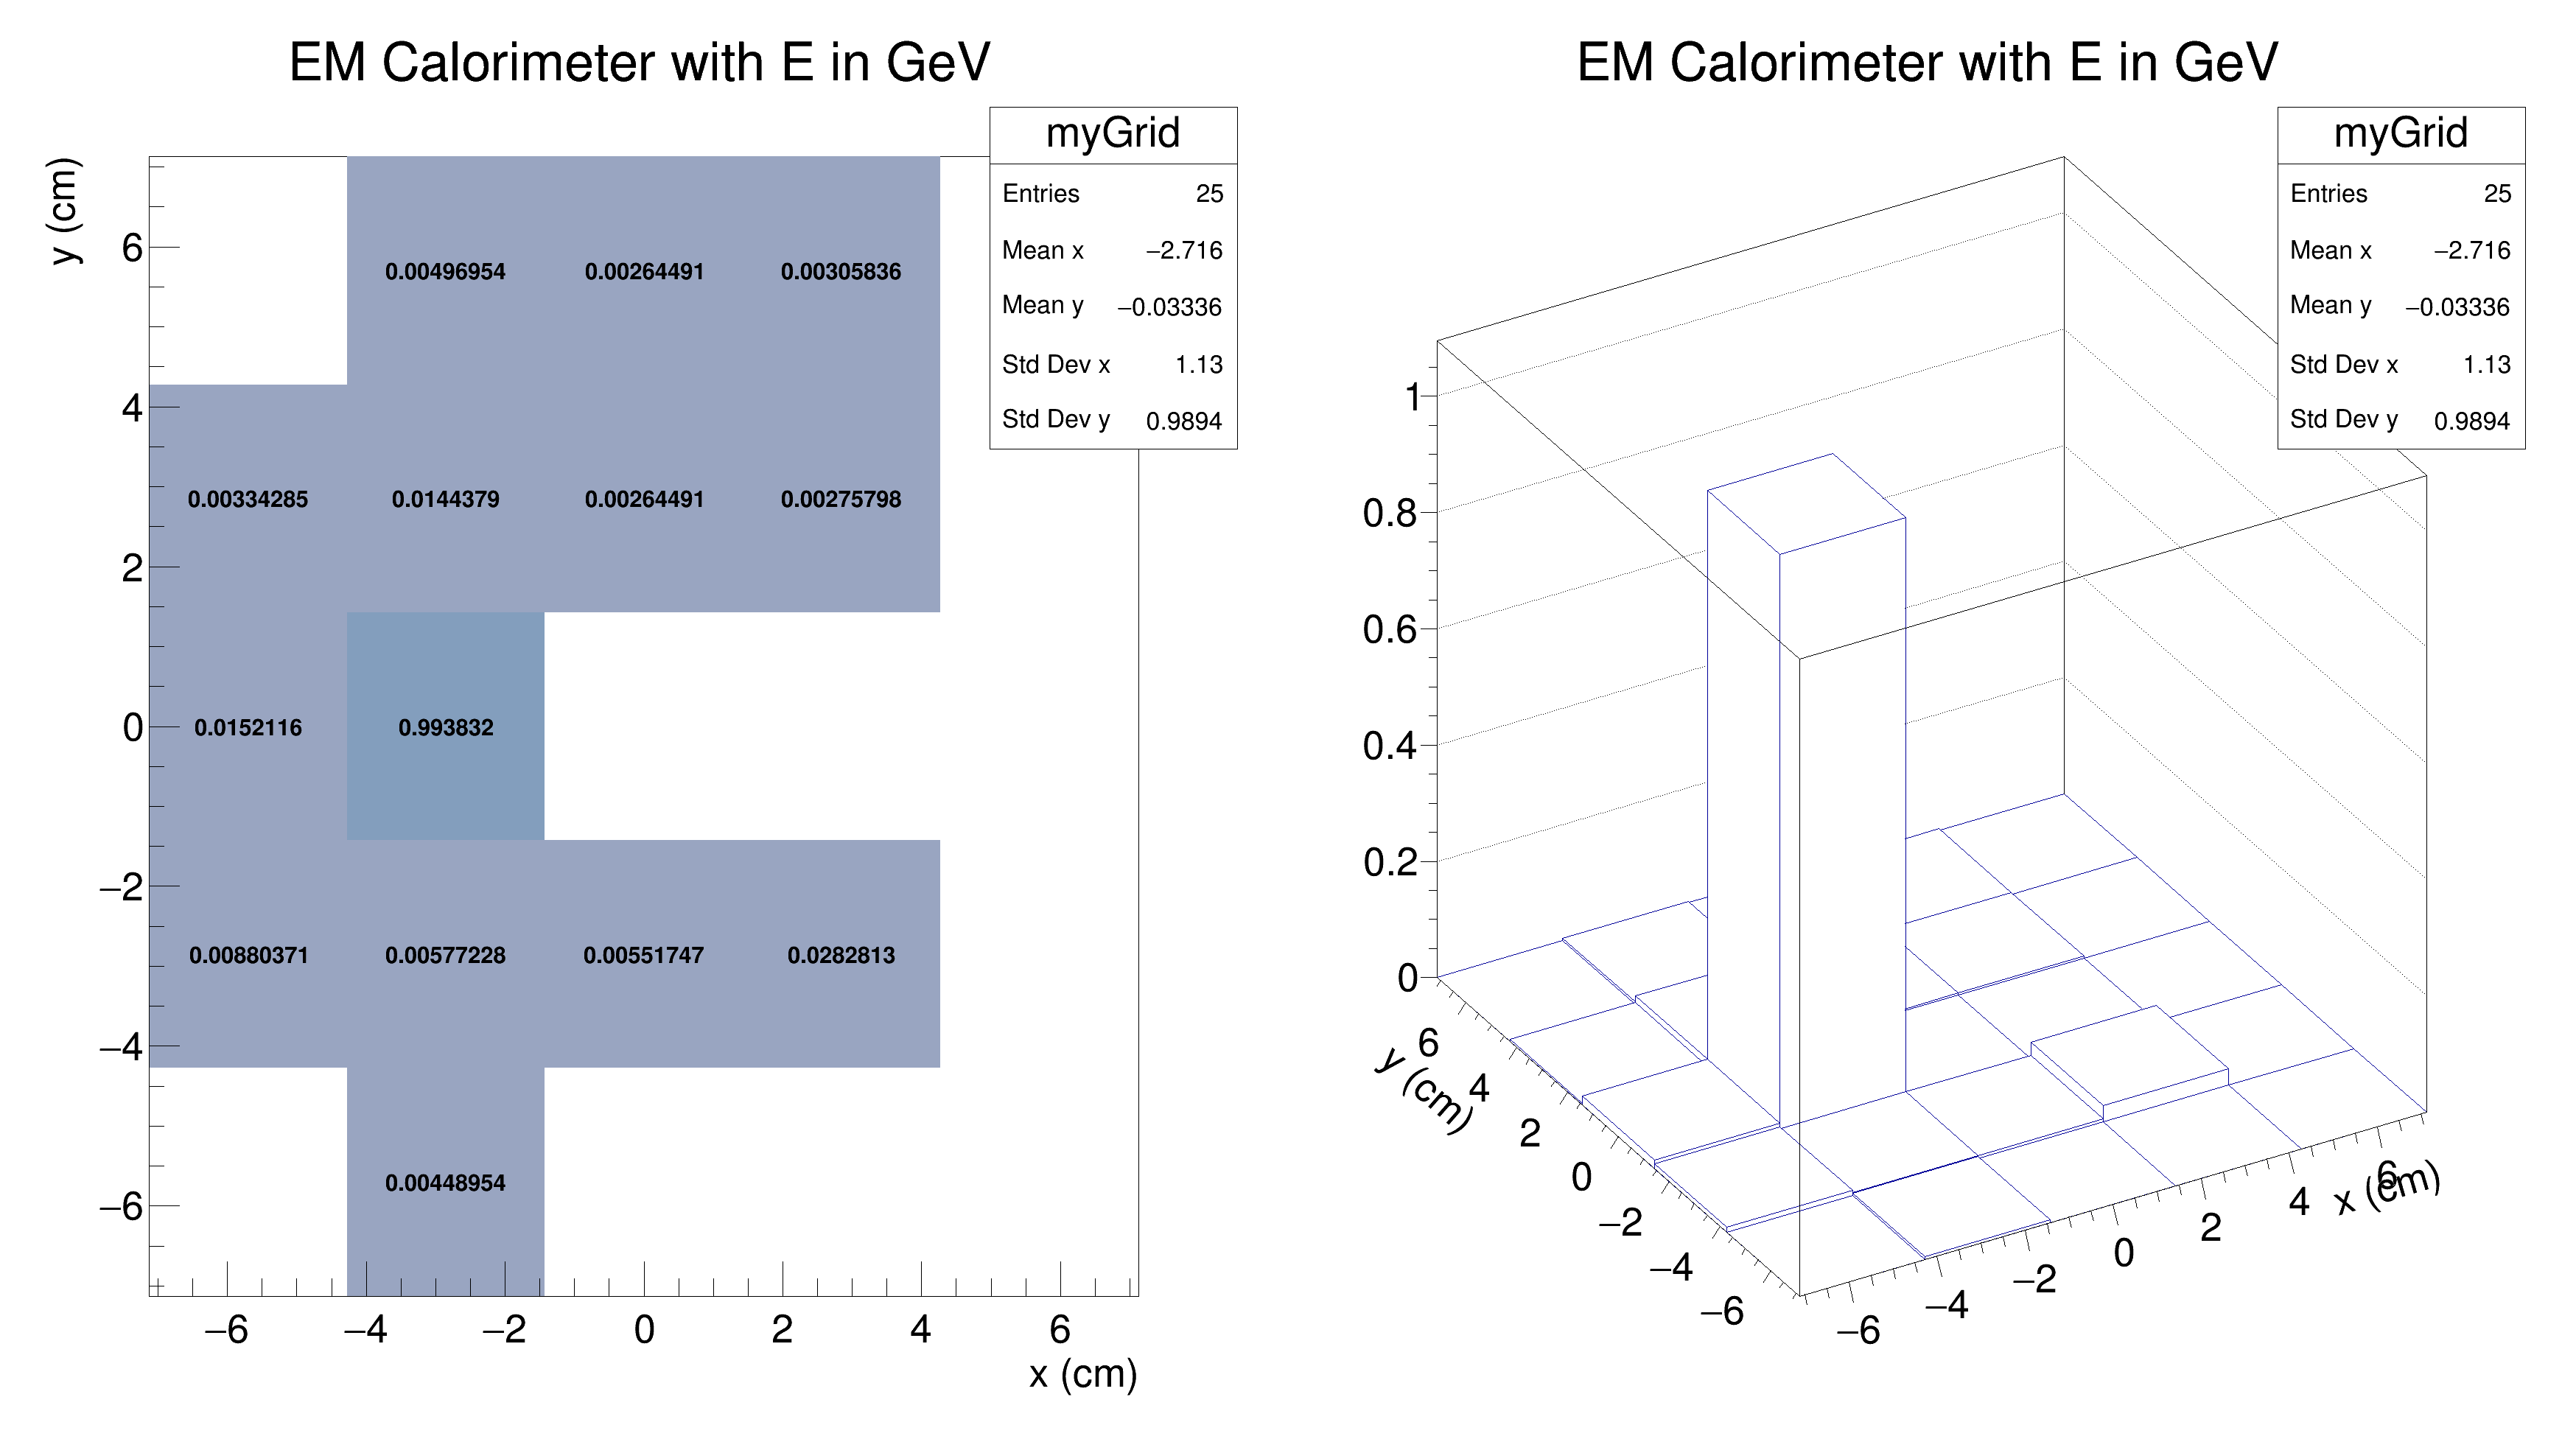 EM Calorimeter with E in GeV
myGrid
Entries 25
Mean x −2.716
Mean y −0.03336
Std Dev x 1.13
Std Dev y 0.9894
y (cm)
6
4
2
0
−2
−4
−6
0.00496954 0.00264491 0.00305836
0.00334285 0.0144379 0.00264491 0.00275798
0.0152116 0.993832
0.00880371 0.00577228 0.00551747 0.0282813
0.00448954
−6 −4 −2 0 2 4 6
x (cm)
EM Calorimeter with E in GeV
myGrid
Entries 25
Mean x −2.716
Mean y −0.03336
Std Dev x 1.13
Std Dev y 0.9894
1
0.8
0.6
0.4
0.2
0
6
4
2
0
−2
−4
−6
y (cm)
−6
−4
−2
0
2
4
6
x (cm)